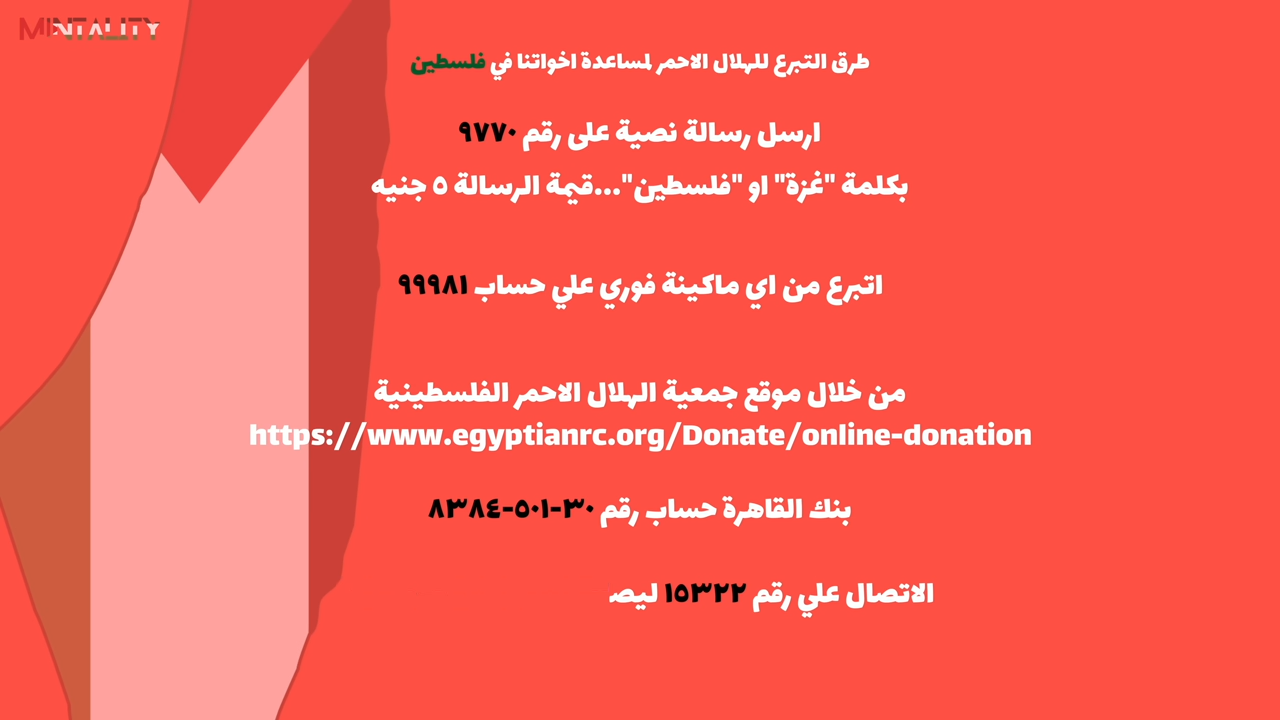 MINTALITY
طرق التبرع للهلال الاحمر لمساعدة اخواتنا في فلسطين
ارسل رسالة نصية على رقم ٩٧٧٠
بكلمة "غزة" او "فلسطين"...قيمة الرسالة ٥ جنيه
اتبرع من اي ماكينة فوري علي حساب ٩٩٩٨١
من خلال موقع جمعية الهلال الاحمر الفلسطينية
https://www.egyptianrc.org/Donate/online-donation
بنك القاهرة حساب رقم ٣٠-٥٠١-٨٣٨٤
الاتصال علي رقم ١٥٣٢٢ ليصـ